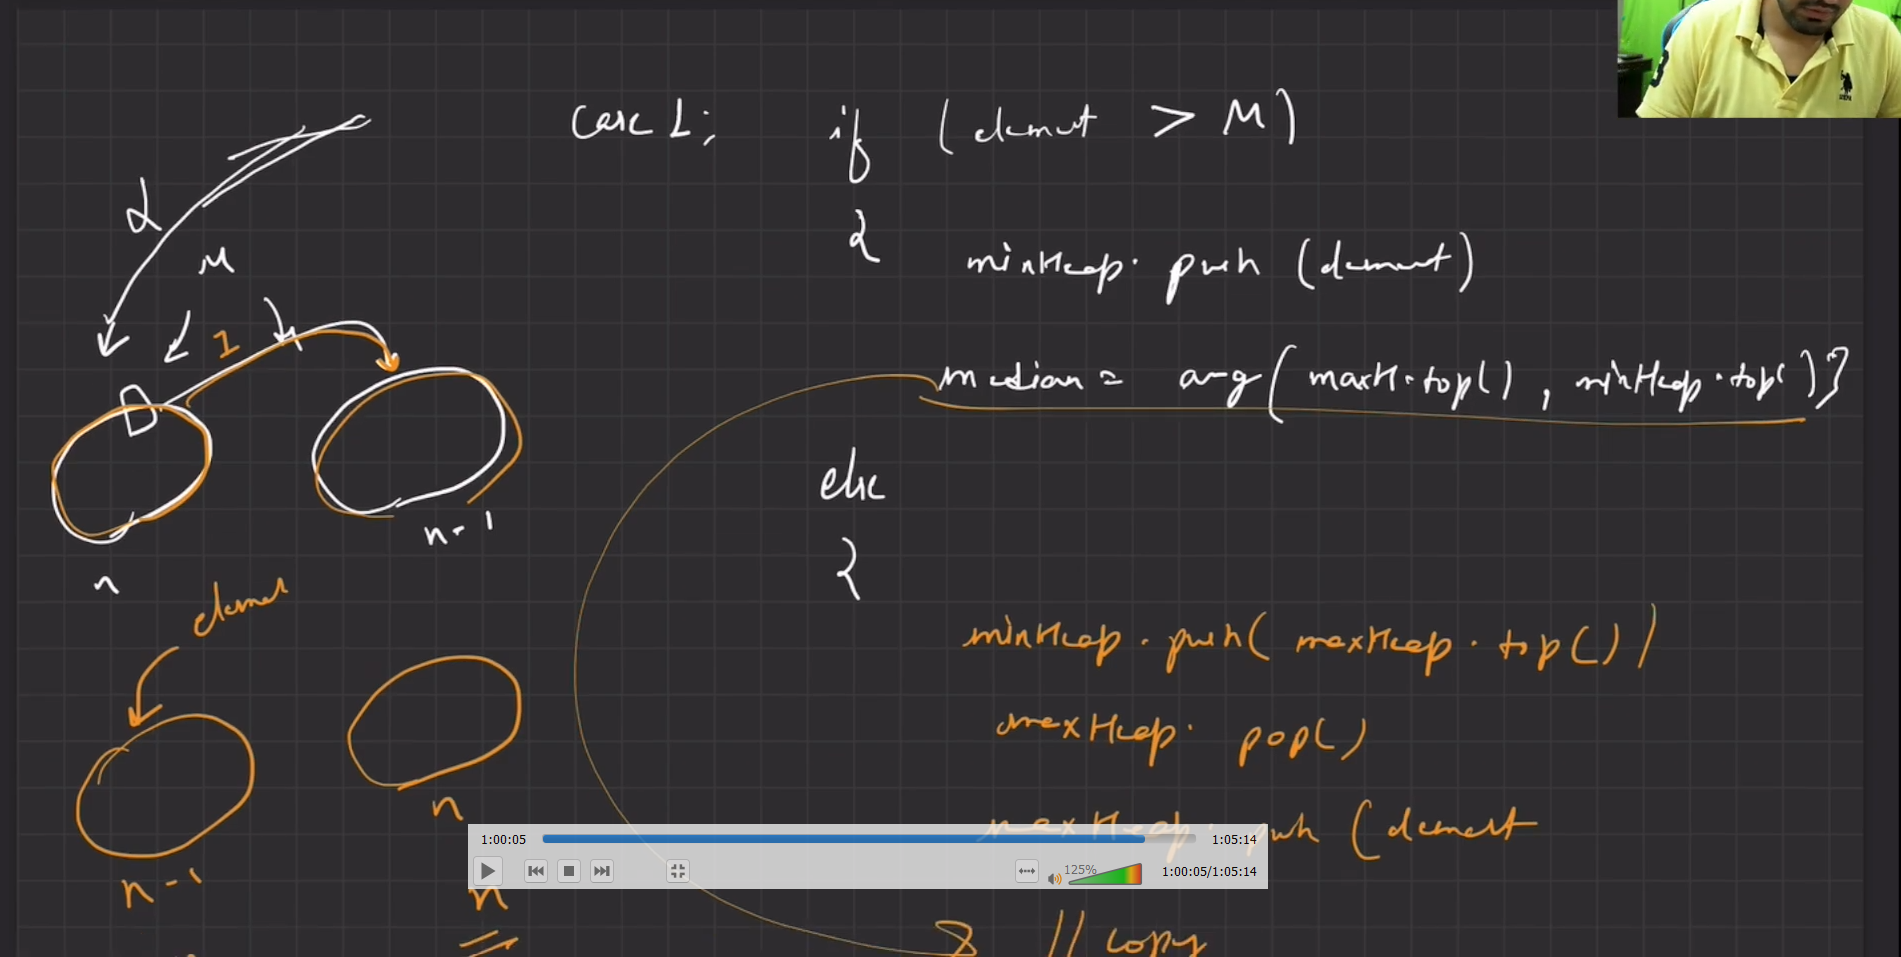 Case L; if (element > M)
{
minHeap. push (element)
median = avg(maxH.top(), minHeap.top()) }
else
{
minHeap. push( maxHeap. top())
maxHeap. pop()
maxHeap. push (element
// copy
α
M
1
n
n-1
element
n-1
n
n
1:00:05 1:05:14
125% 1:00:05/1:05:14